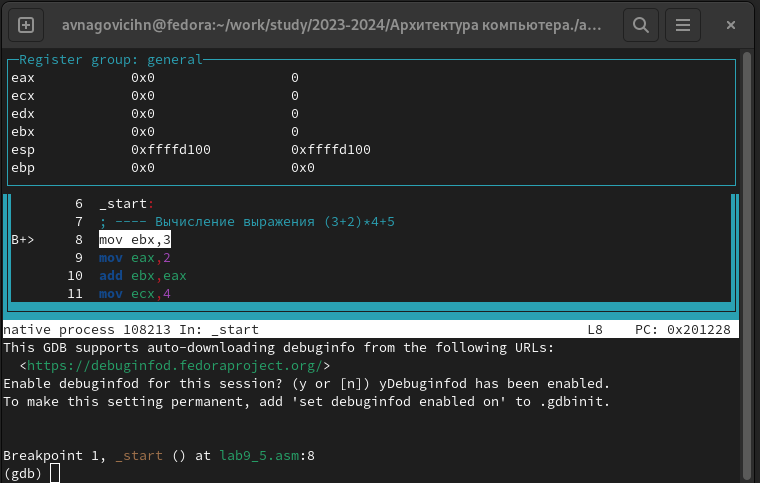 avnagovicihn@fedora:~/work/study/2023-2024/Архитектура компьютера./a...
Register group: general
eax 0x0 0
ecx 0x0 0
edx 0x0 0
ebx 0x0 0
esp 0xffffd100 0xffffd100
ebp 0x0 0x0
6 _start:
7 ; ---- Вычисление выражения (3+2)*4+5
B+> 8 mov ebx,3
9 mov eax,2
10 add ebx,eax
11 mov ecx,4
native process 108213 In: _start L8 PC: 0x201228
This GDB supports auto-downloading debuginfo from the following URLs:
<https://debuginfod.fedoraproject.org/>
Enable debuginfod for this session? (y or [n]) yDebuginfod has been enabled.
To make this setting permanent, add 'set debuginfod enabled on' to .gdbinit.
Breakpoint 1, _start () at lab9_5.asm:8
(gdb)